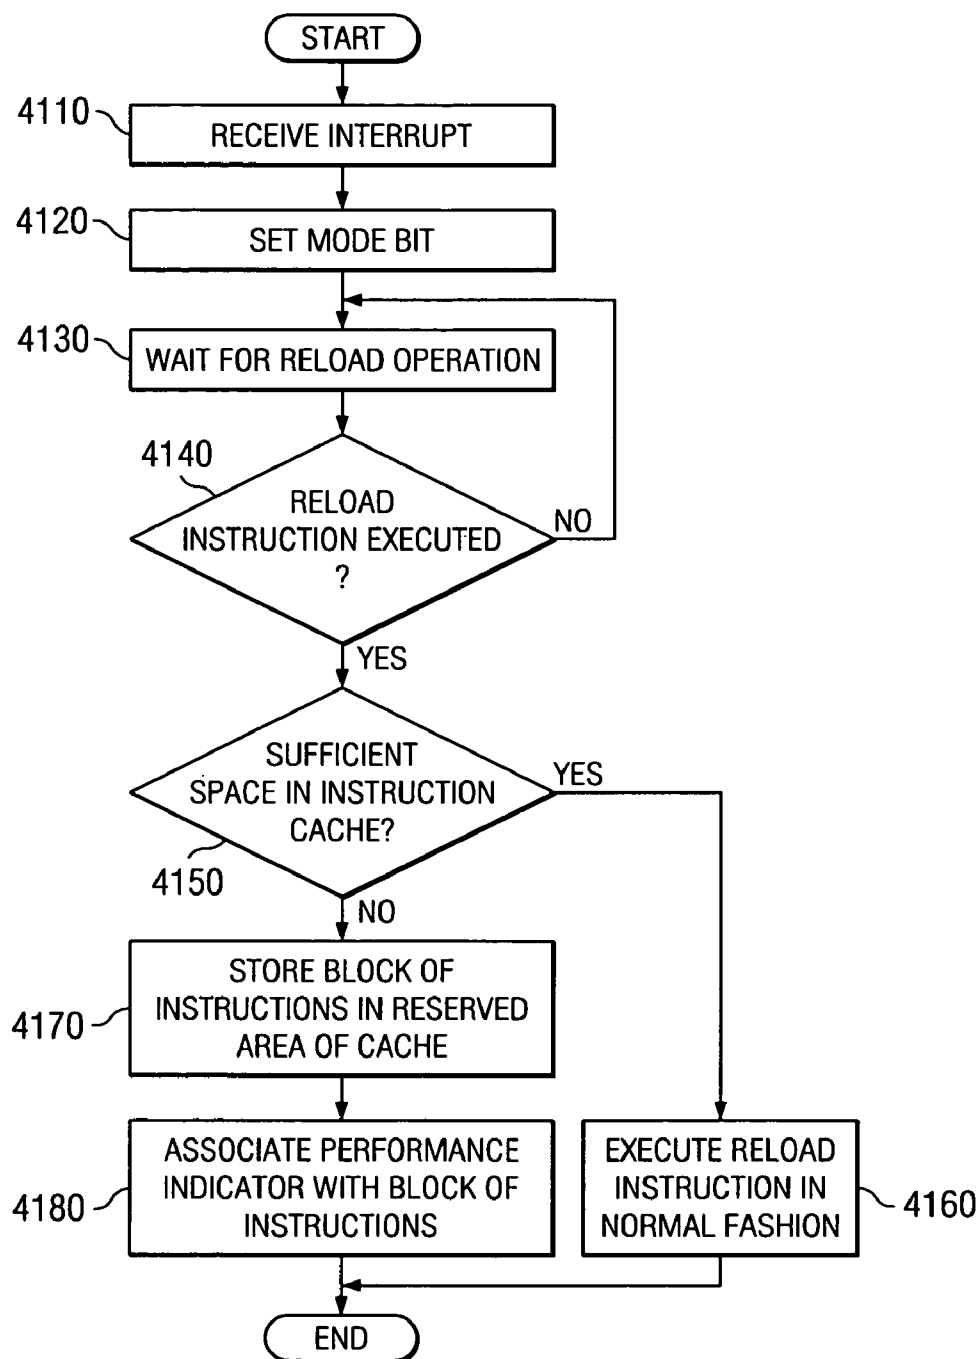 START
4110
RECEIVE INTERRUPT
4120
SET MODE BIT
4130
WAIT FOR RELOAD OPERATION
4140
RELOAD
INSTRUCTION EXECUTED
?
NO
YES
SUFFICIENT
SPACE IN INSTRUCTION
CACHE?
YES
4150
NO
STORE BLOCK OF
INSTRUCTIONS IN RESERVED
AREA OF CACHE
4170
ASSOCIATE PERFORMANCE
INDICATOR WITH BLOCK OF
INSTRUCTIONS
4180
EXECUTE RELOAD
INSTRUCTION IN
NORMAL FASHION
4160
END